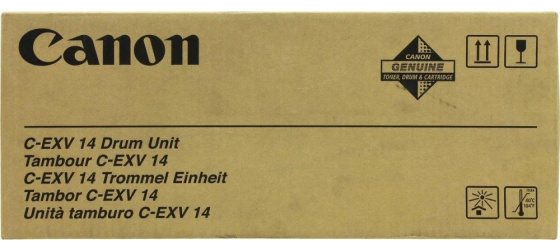 Canon
CANON
GENUINE
TONER, DRUM & CARTRIDGE
C-EXV 14 Drum Unit
Tambour C-EXV 14
C-EXV 14 Trommel Einheit
Tambor C-EXV 14
Unità tamburo C-EXV 14